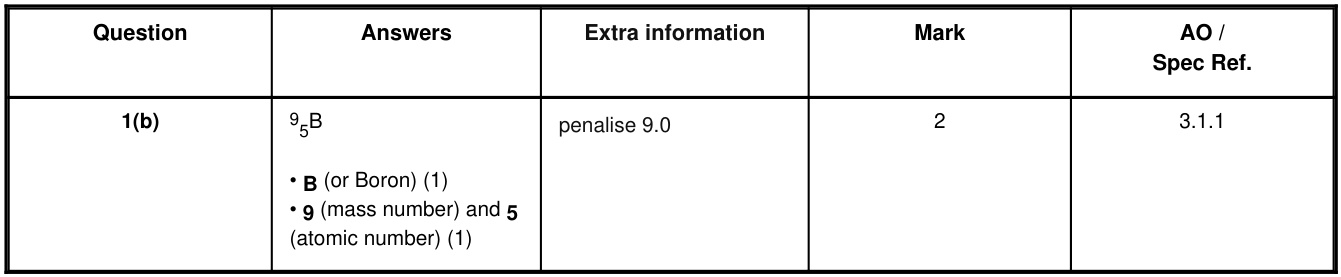 Question Answers Extra information Mark AO /
Spec Ref.
1(b) ⁹₅B penalise 9.0 2 3.1.1
• B (or Boron) (1)
• 9 (mass number) and 5
(atomic number) (1)